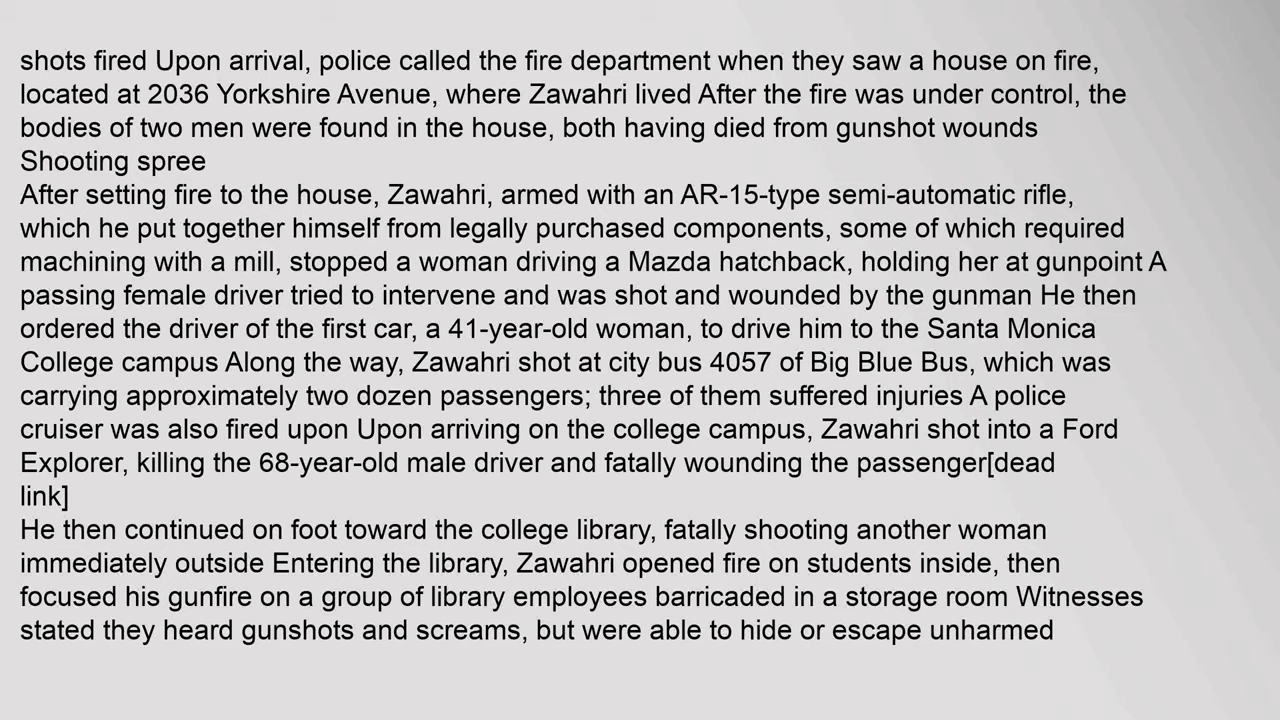 shots fired Upon arrival, police called the fire department when they saw a house on fire,
located at 2036 Yorkshire Avenue, where Zawahri lived After the fire was under control, the
bodies of two men were found in the house, both having died from gunshot wounds
Shooting spree
After setting fire to the house, Zawahri, armed with an AR-15-type semi-automatic rifle,
which he put together himself from legally purchased components, some of which required
machining with a mill, stopped a woman driving a Mazda hatchback, holding her at gunpoint A
passing female driver tried to intervene and was shot and wounded by the gunman He then
ordered the driver of the first car, a 41-year-old woman, to drive him to the Santa Monica
College campus Along the way, Zawahri shot at city bus 4057 of Big Blue Bus, which was
carrying approximately two dozen passengers; three of them suffered injuries A police
cruiser was also fired upon Upon arriving on the college campus, Zawahri shot into a Ford
Explorer, killing the 68-year-old male driver and fatally wounding the passenger[dead
link]
He then continued on foot toward the college library, fatally shooting another woman
immediately outside Entering the library, Zawahri opened fire on students inside, then
focused his gunfire on a group of library employees barricaded in a storage room Witnesses
stated they heard gunshots and screams, but were able to hide or escape unharmed